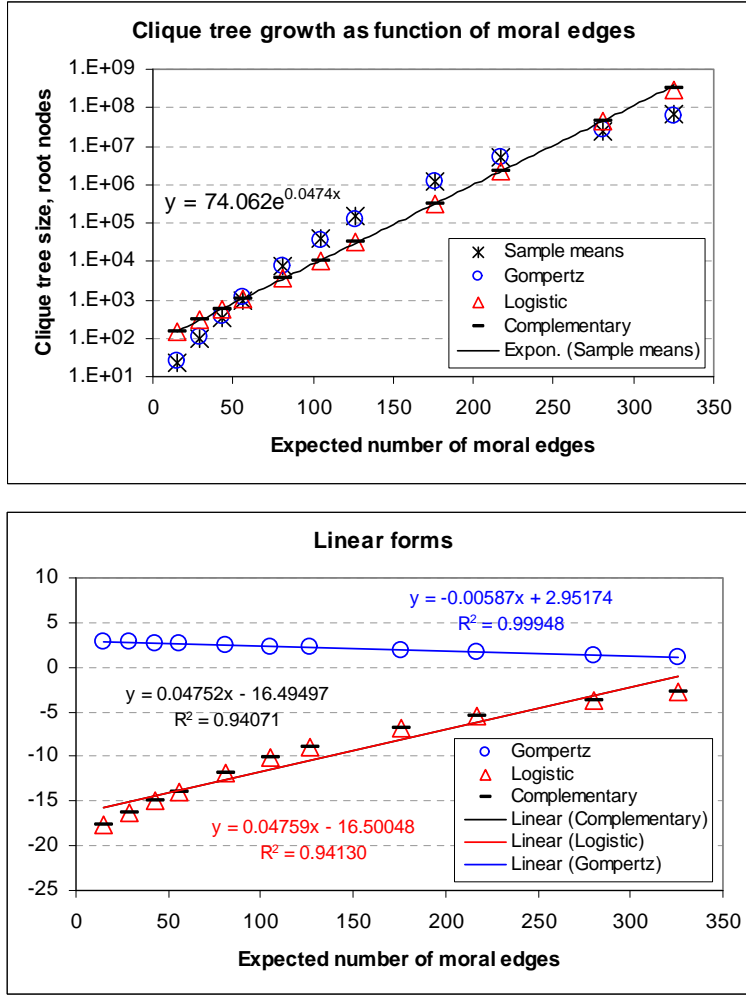 Clique tree growth as function of moral edges
Clique tree size, root nodes
1.E+09
1.E+08
1.E+07
1.E+06
1.E+05
1.E+04
1.E+03
1.E+02
1.E+01
y = 74.062e^0.0474x
Sample means
Gompertz
Logistic
Complementary
Expon. (Sample means)
0 50 100 150 200 250 300 350
Expected number of moral edges
Linear forms
10
5
0
-5
-10
-15
-20
-25
y = -0.00587x + 2.95174
R² = 0.99948
y = 0.04752x - 16.49497
R² = 0.94071
y = 0.04759x - 16.50048
R² = 0.94130
Gompertz
Logistic
Complementary
Linear (Complementary)
Linear (Logistic)
Linear (Gompertz)
0 50 100 150 200 250 300 350
Expected number of moral edges